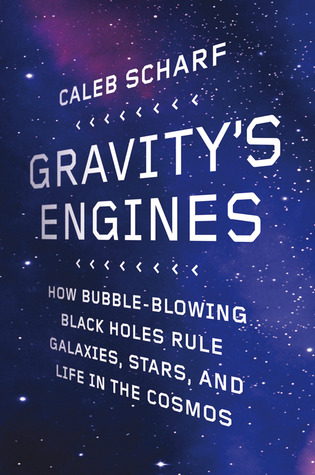 CALEB SCHARF
‹ ‹ ‹ ‹ ‹ ‹ ‹ ‹
GRAVITY'S
ENGINES
‹ ‹ ‹ ‹ ‹ ‹ ‹ ‹
HOW BUBBLE-BLOWING
BLACK HOLES RULE
GALAXIES, STARS, AND
LIFE IN THE COSMOS